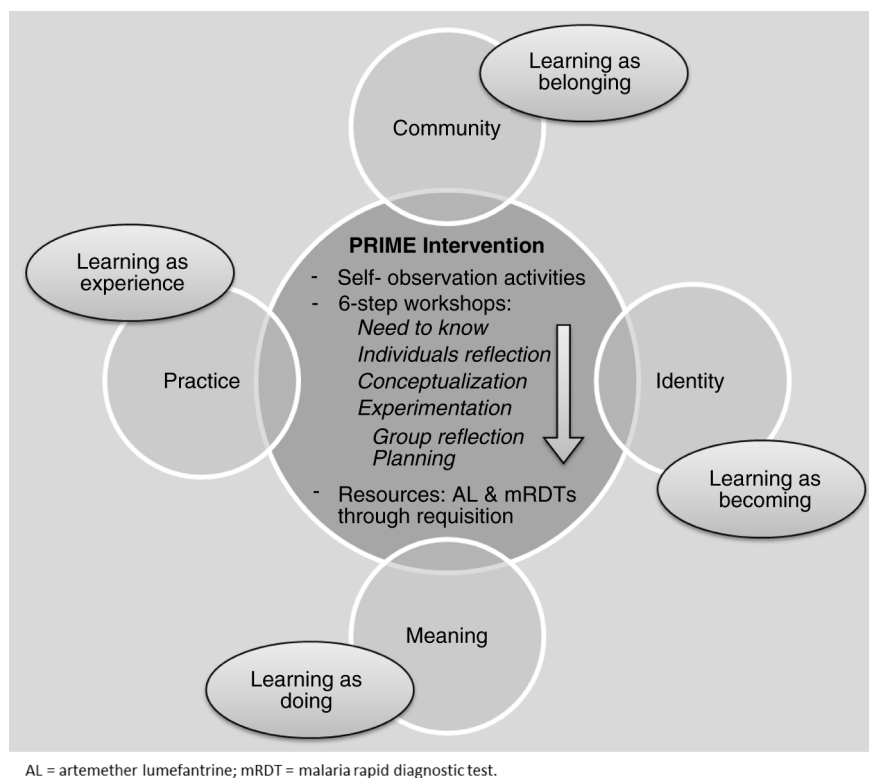 Learning as
belonging
Community
PRIME Intervention
- Self- observation activities
- 6-step workshops:
Need to know
Individuals reflection
Conceptualization
Experimentation
Group reflection
Planning
- Resources: AL & mRDTs
through requisition
Learning as
experience
Practice
Identity
Learning as
becoming
Meaning
Learning as
doing
AL = artemether lumefantrine; mRDT = malaria rapid diagnostic test.